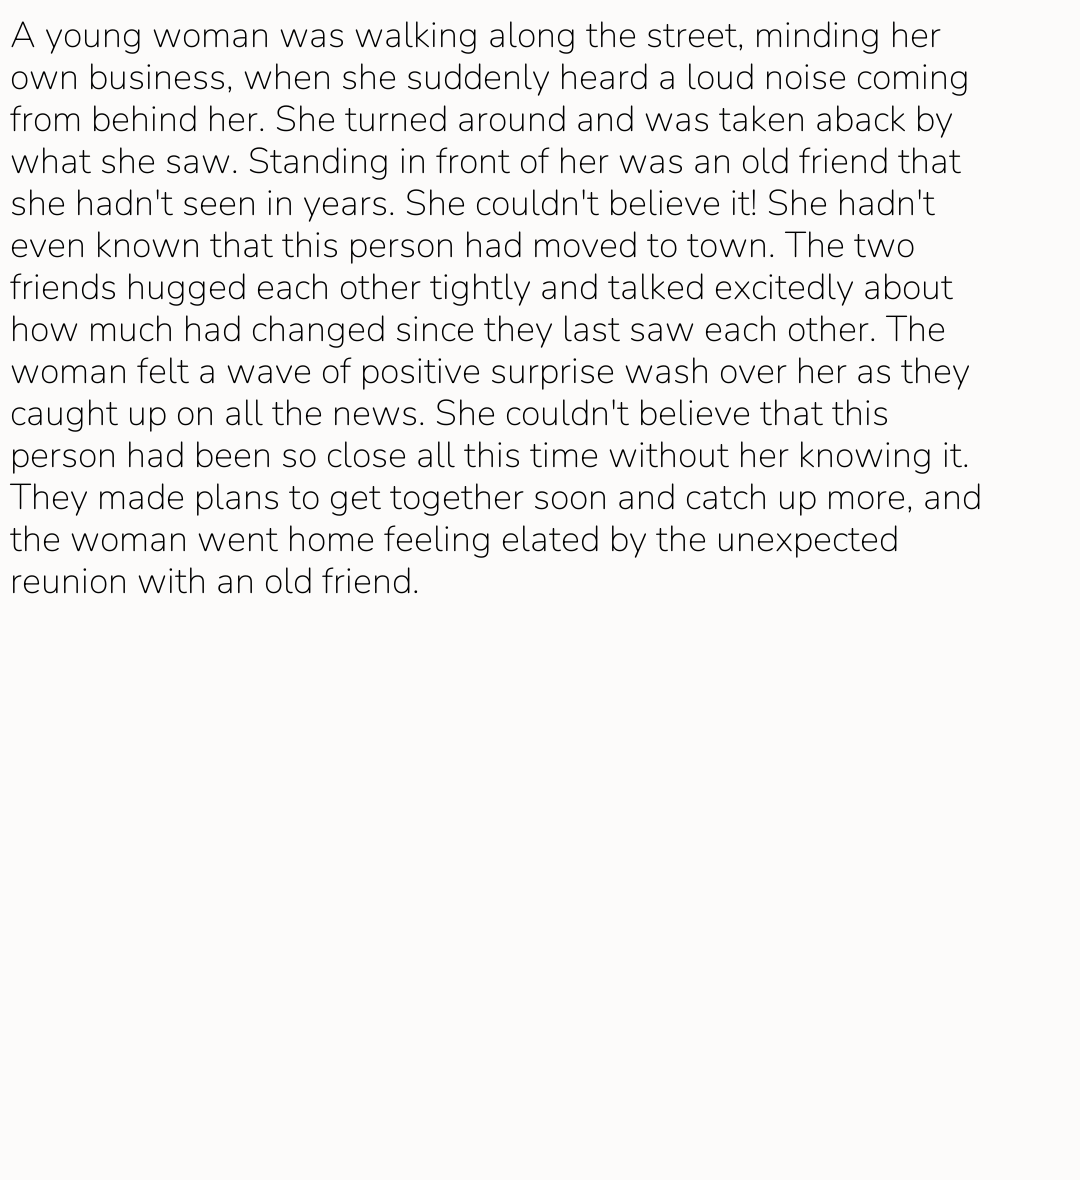 A young woman was walking along the street, minding her
own business, when she suddenly heard a loud noise coming
from behind her. She turned around and was taken aback by
what she saw. Standing in front of her was an old friend that
she hadn't seen in years. She couldn't believe it! She hadn't
even known that this person had moved to town. The two
friends hugged each other tightly and talked excitedly about
how much had changed since they last saw each other. The
woman felt a wave of positive surprise wash over her as they
caught up on all the news. She couldn't believe that this
person had been so close all this time without her knowing it.
They made plans to get together soon and catch up more, and
the woman went home feeling elated by the unexpected
reunion with an old friend.